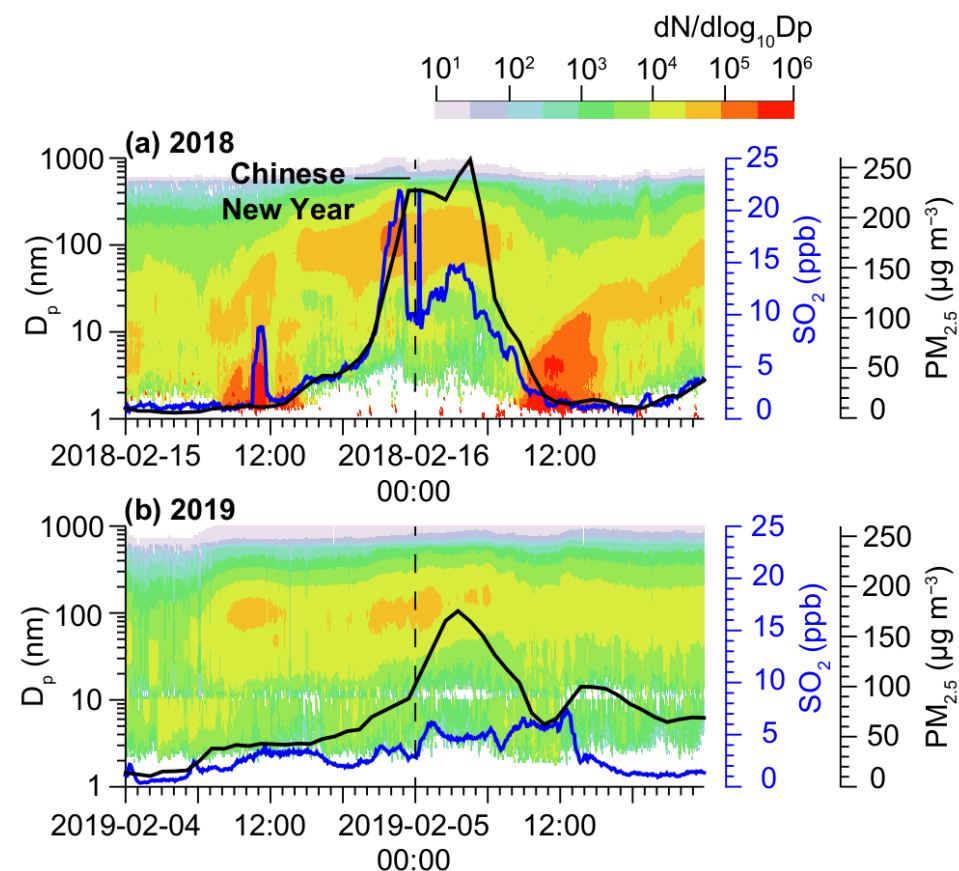 dN/dlog₁₀Dp
10¹ 10² 10³ 10⁴ 10⁵ 10⁶
(a) 2018
Chinese
New Year
1000
100
10
1
Dₚ (nm)
25
20
15
10
5
0
SO₂ (ppb)
250
200
150
100
50
0
PM₂.₅ (µg m⁻³)
2018-02-15 12:00 2018-02-16 12:00
00:00
(b) 2019
1000
100
10
1
Dₚ (nm)
25
20
15
10
5
0
SO₂ (ppb)
250
200
150
100
50
0
PM₂.₅ (µg m⁻³)
2019-02-04 12:00 2019-02-05 12:00
00:00